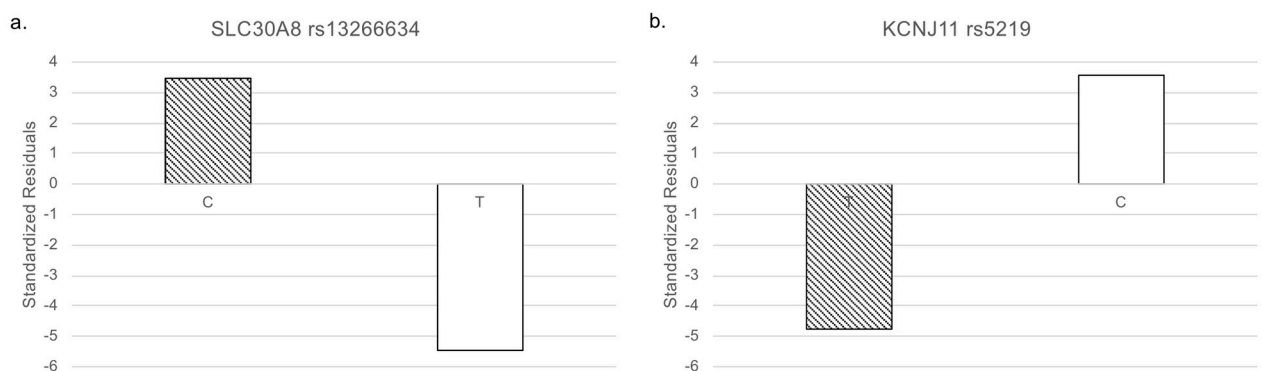 a.
SLC30A8 rs13266634
Standardized Residuals
4
3
2
1
0
-1
-2
-3
-4
-5
-6
C
T
b.
KCNJ11 rs5219
Standardized Residuals
4
3
2
1
0
-1
-2
-3
-4
-5
-6
T
C